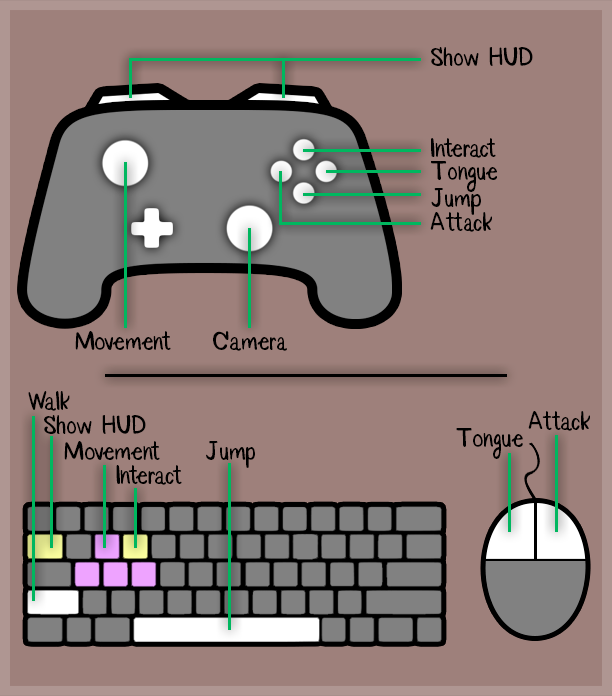 Show HUD
Interact
Tongue
Jump
Attack
Movement
Camera
Walk
Show HUD
Movement
Interact
Jump
Tongue
Attack